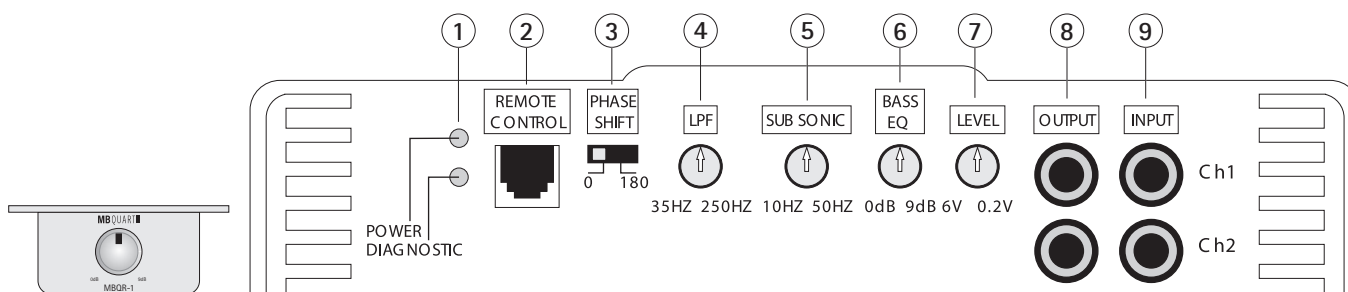 1 2 3 4 5 6 7 8 9
REMOTE CONTROL
PHASE SHIFT
LPF
SUB SONIC
BASS EQ
LEVEL
OUTPUT
INPUT
0 180
35HZ 250HZ
10HZ 50HZ
0dB 9dB
6V 0.2V
Ch1
Ch2
POWER
DIAGNOSTIC
MBQUART
0dB 9dB
MBQR-1